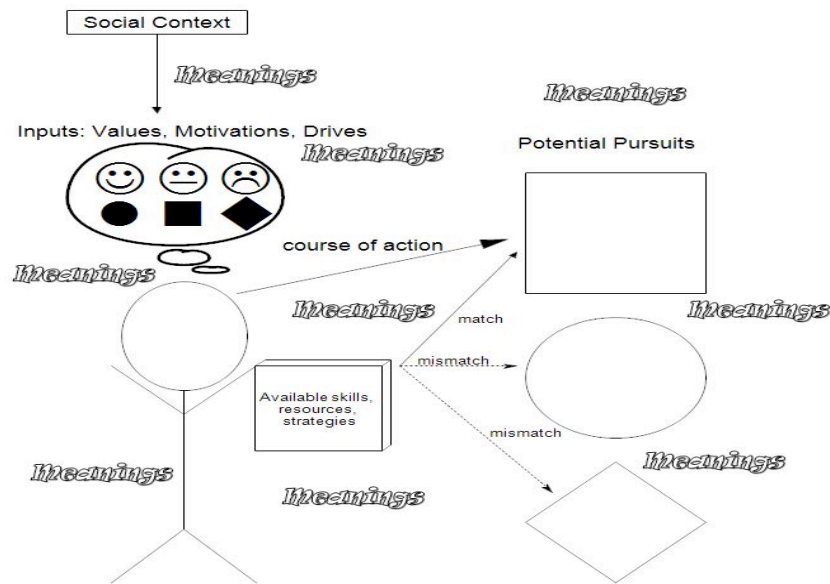 Social Context
Meanings
Meanings
Inputs: Values, Motivations, Drives
Meanings
Potential Pursuits
course of action
Meanings
Meanings
Meanings
match
mismatch
Available skills,
resources,
strategies
mismatch
Meanings
Meanings
Meanings